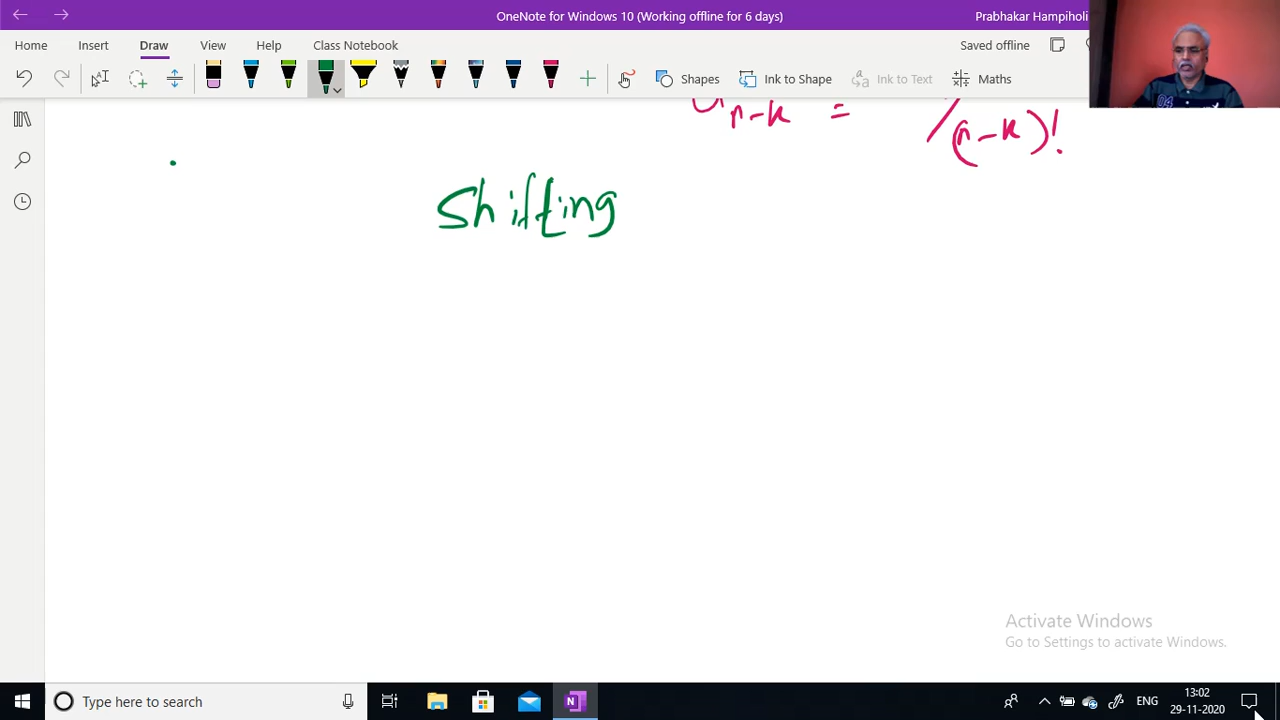 OneNote for Windows 10 (Working offline for 6 days)
Prabhakar Hampiholi
Home Insert Draw View Help Class Notebook
Saved offline
Shapes Ink to Shape Ink to Text Maths
n-k = /(n-k)!
Shifting
04
Activate Windows
Go to Settings to activate Windows.
Type here to search
N
ENG
13:02
29-11-2020